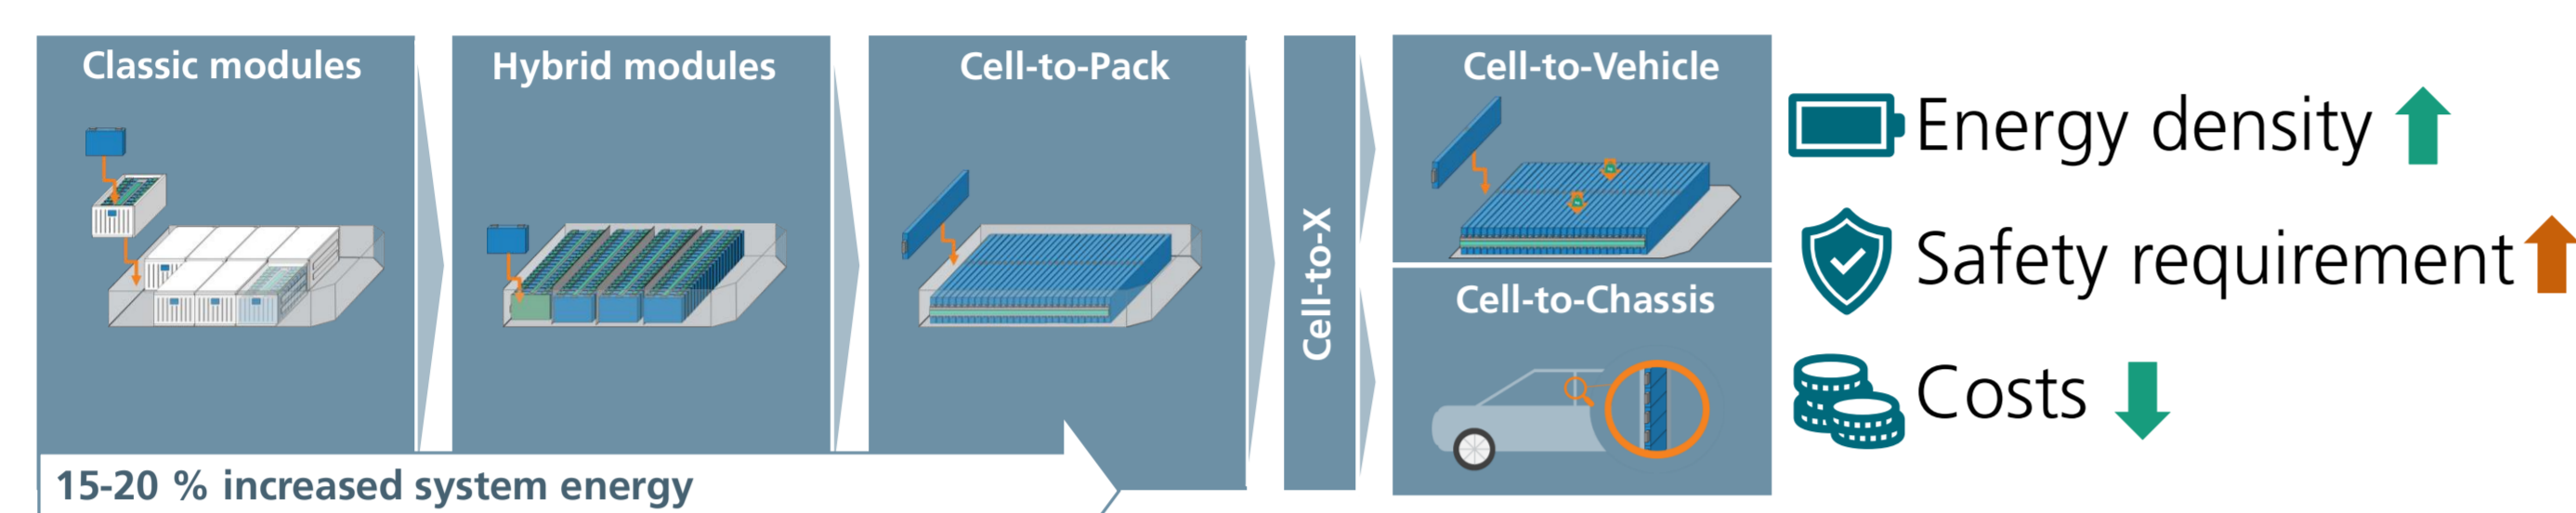 Classic modules
Hybrid modules
Cell-to-Pack
Cell-to-X
Cell-to-Vehicle
Cell-to-Chassis
15-20 % increased system energy
Energy density
Safety requirement
Costs